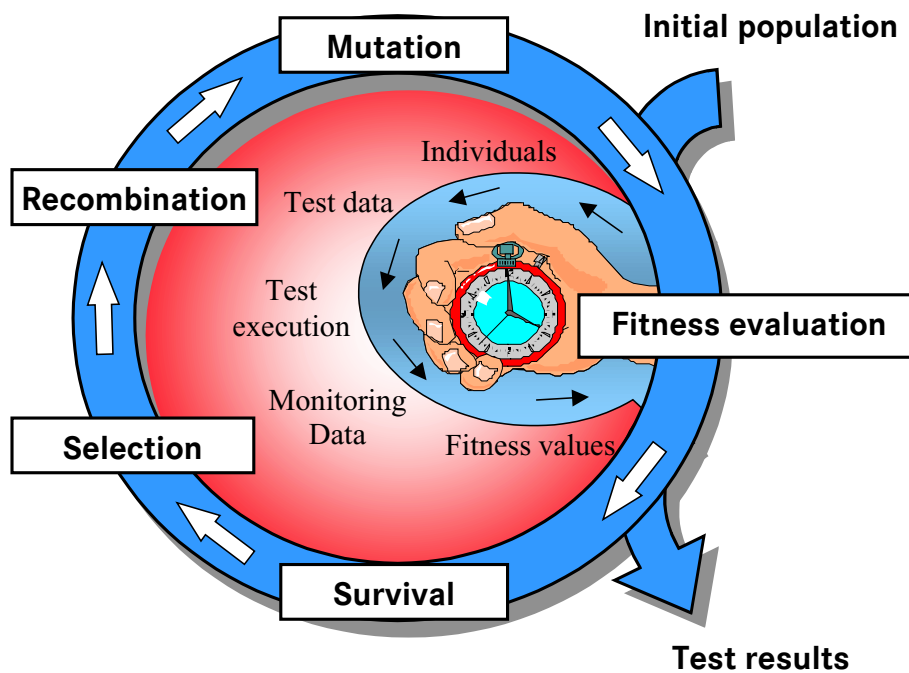 Initial population
Mutation
Individuals
Recombination
Test data
Test
execution
Fitness evaluation
Monitoring
Data
Selection
Fitness values
Survival
Test results